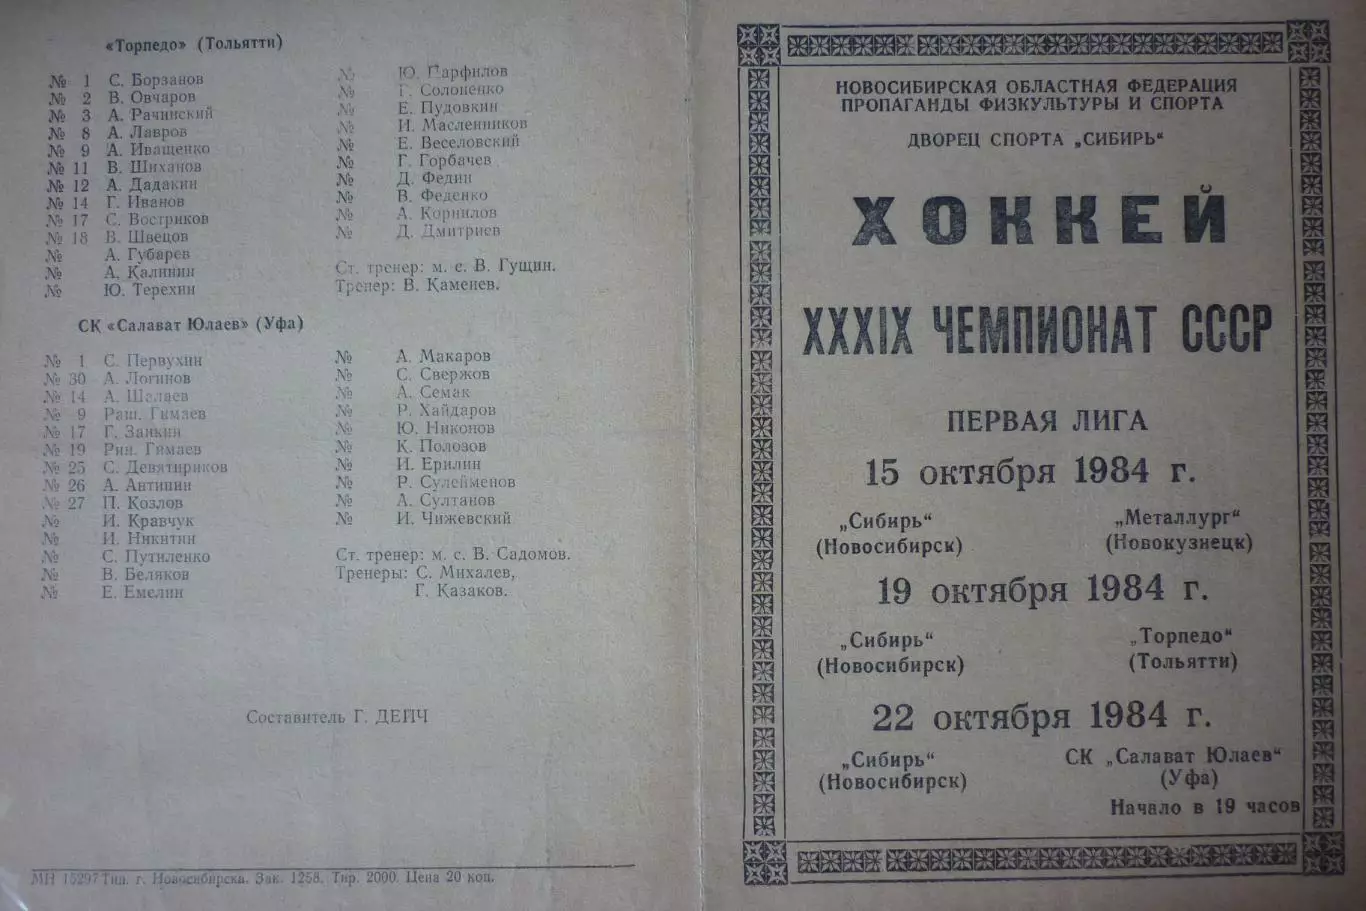 «Торпедо» (Тольятти)
№ 1 С. Борзанов
№ 2 В. Овчаров
№ 3 А. Рачинский
№ 8 А. Лавров
№ 9 А. Иващенко
№ 11 В. Шиханов
№ 12 А. Дадакин
№ 14 Г. Иванов
№ 17 С. Востриков
№ 18 В. Швецов
№ А. Губарев
№ А. Калинин
№ Ю. Терехин
№ Ю. Парфилов
№ Г. Солоненко
№ Е. Пудовкин
№ И. Масленников
№ Е. Веселовский
№ Г. Горбачев
№ Д. Федин
№ В. Феденко
№ А. Корнилов
№ Д. Дмитриев
Ст. тренер: м. с. В. Гущин.
Тренер: В. Каменев.
СК «Салават Юлаев» (Уфа)
№ 1 С. Первухин
№ 30 А. Логинов
№ 14 А. Шалаев
№ 9 Раш. Гимаев
№ 17 Г. Заикин
№ 19 Рин. Гимаев
№ 25 С. Девятириков
№ 26 А. Антипин
№ 27 П. Козлов
№ И. Кравчук
№ И. Никитин
№ С. Путиленко
№ В. Беляков
№ Е. Емелин
№ А. Макаров
№ С. Свержов
№ А. Семак
№ Р. Хайдаров
№ Ю. Никонов
№ К. Полозов
№ И. Ерилин
№ Р. Сулейменов
№ А. Султанов
№ И. Чижевский
Ст. тренер: м. с. В. Садомов.
Тренеры: С. Михалев,
Г. Казаков.
Составитель Г. ДЕЙЧ
МН 15297 Тип. г. Новосибирска. Зак. 1258. Тир. 2000. Цена 20 коп.
НОВОСИБИРСКАЯ ОБЛАСТНАЯ ФЕДЕРАЦИЯ
ПРОПАГАНДЫ ФИЗКУЛЬТУРЫ И СПОРТА
ДВОРЕЦ СПОРТА „СИБИРЬ“
ХОККЕЙ
XXXIX ЧЕМПИОНАТ СССР
ПЕРВАЯ ЛИГА
15 октября 1984 г.
„Сибирь“ „Металлург“
(Новосибирск) (Новокузнецк)
19 октября 1984 г.
„Сибирь“ „Торпедо“
(Новосибирск) (Тольятти)
22 октября 1984 г.
„Сибирь“ СК „Салават Юлаев“
(Новосибирск) (Уфа)
Начало в 19 часов